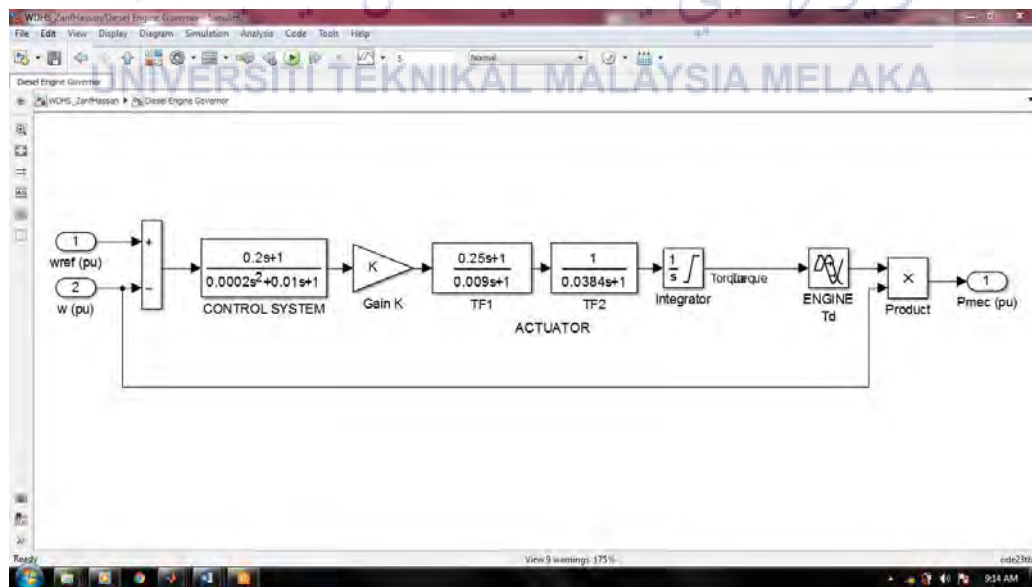 WDHS_ZanfHassan/Diesel Engine Governor - Simulink
File Edit View Display Diagram Simulation Analysis Code Tools Help
5
Normal
UNIVERSITI TEKNIKAL MALAYSIA MELAKA
Diesel Engine Governor
WDHS_ZanfHassan ▶ Diesel Engine Governor
1
wref (pu)
2
w (pu)
+
−
0.2s+1
0.0002s²+0.01s+1
CONTROL SYSTEM
K
Gain K
0.25s+1
0.009s+1
TF1
1
0.0384s+1
TF2
ACTUATOR
1
s
Integrator
Torque
ENGINE
Td
×
Product
1
Pmec (pu)
Ready
View 9 warnings 175%
9:14 AM